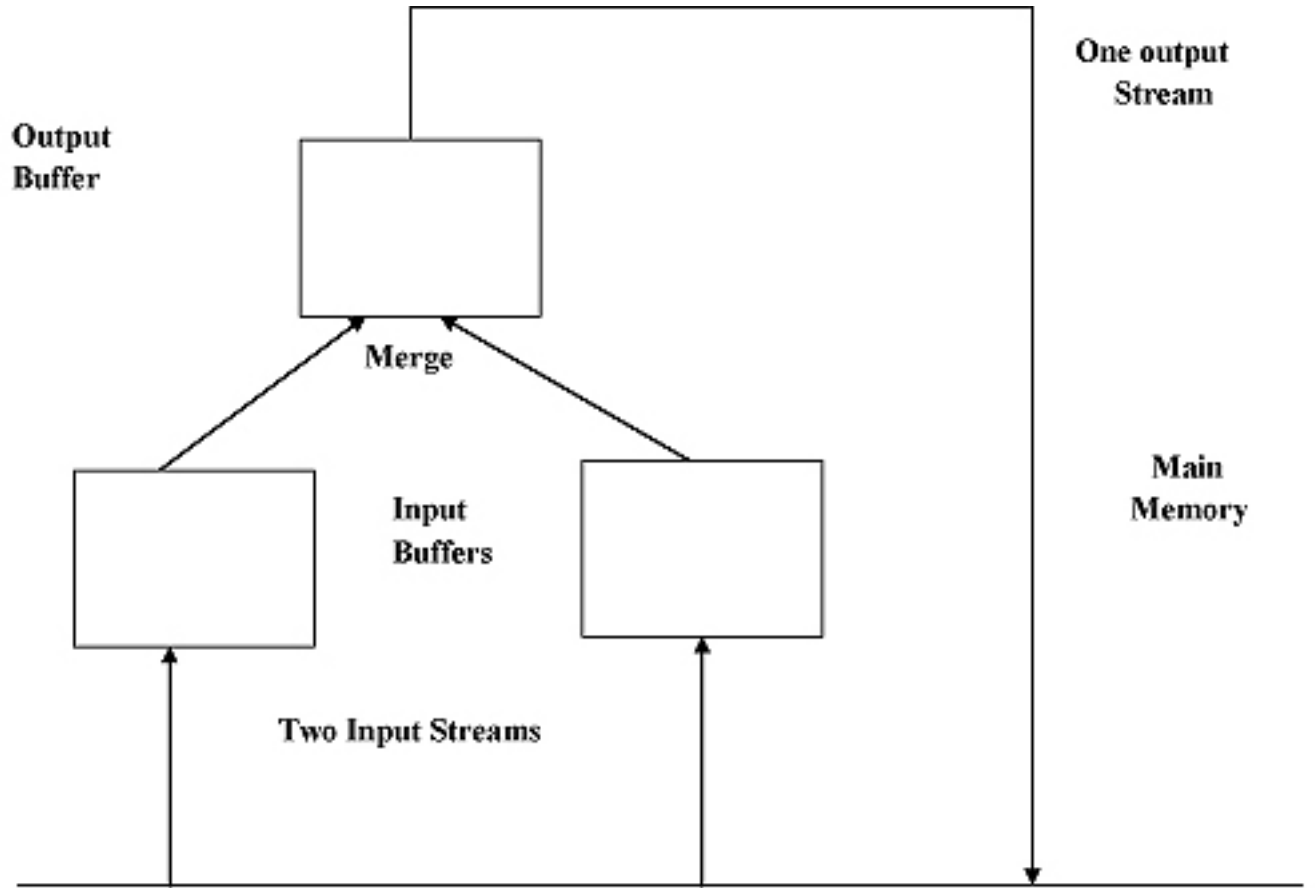 One output
Stream
Output
Buffer
Merge
Input
Buffers
Main
Memory
Two Input Streams